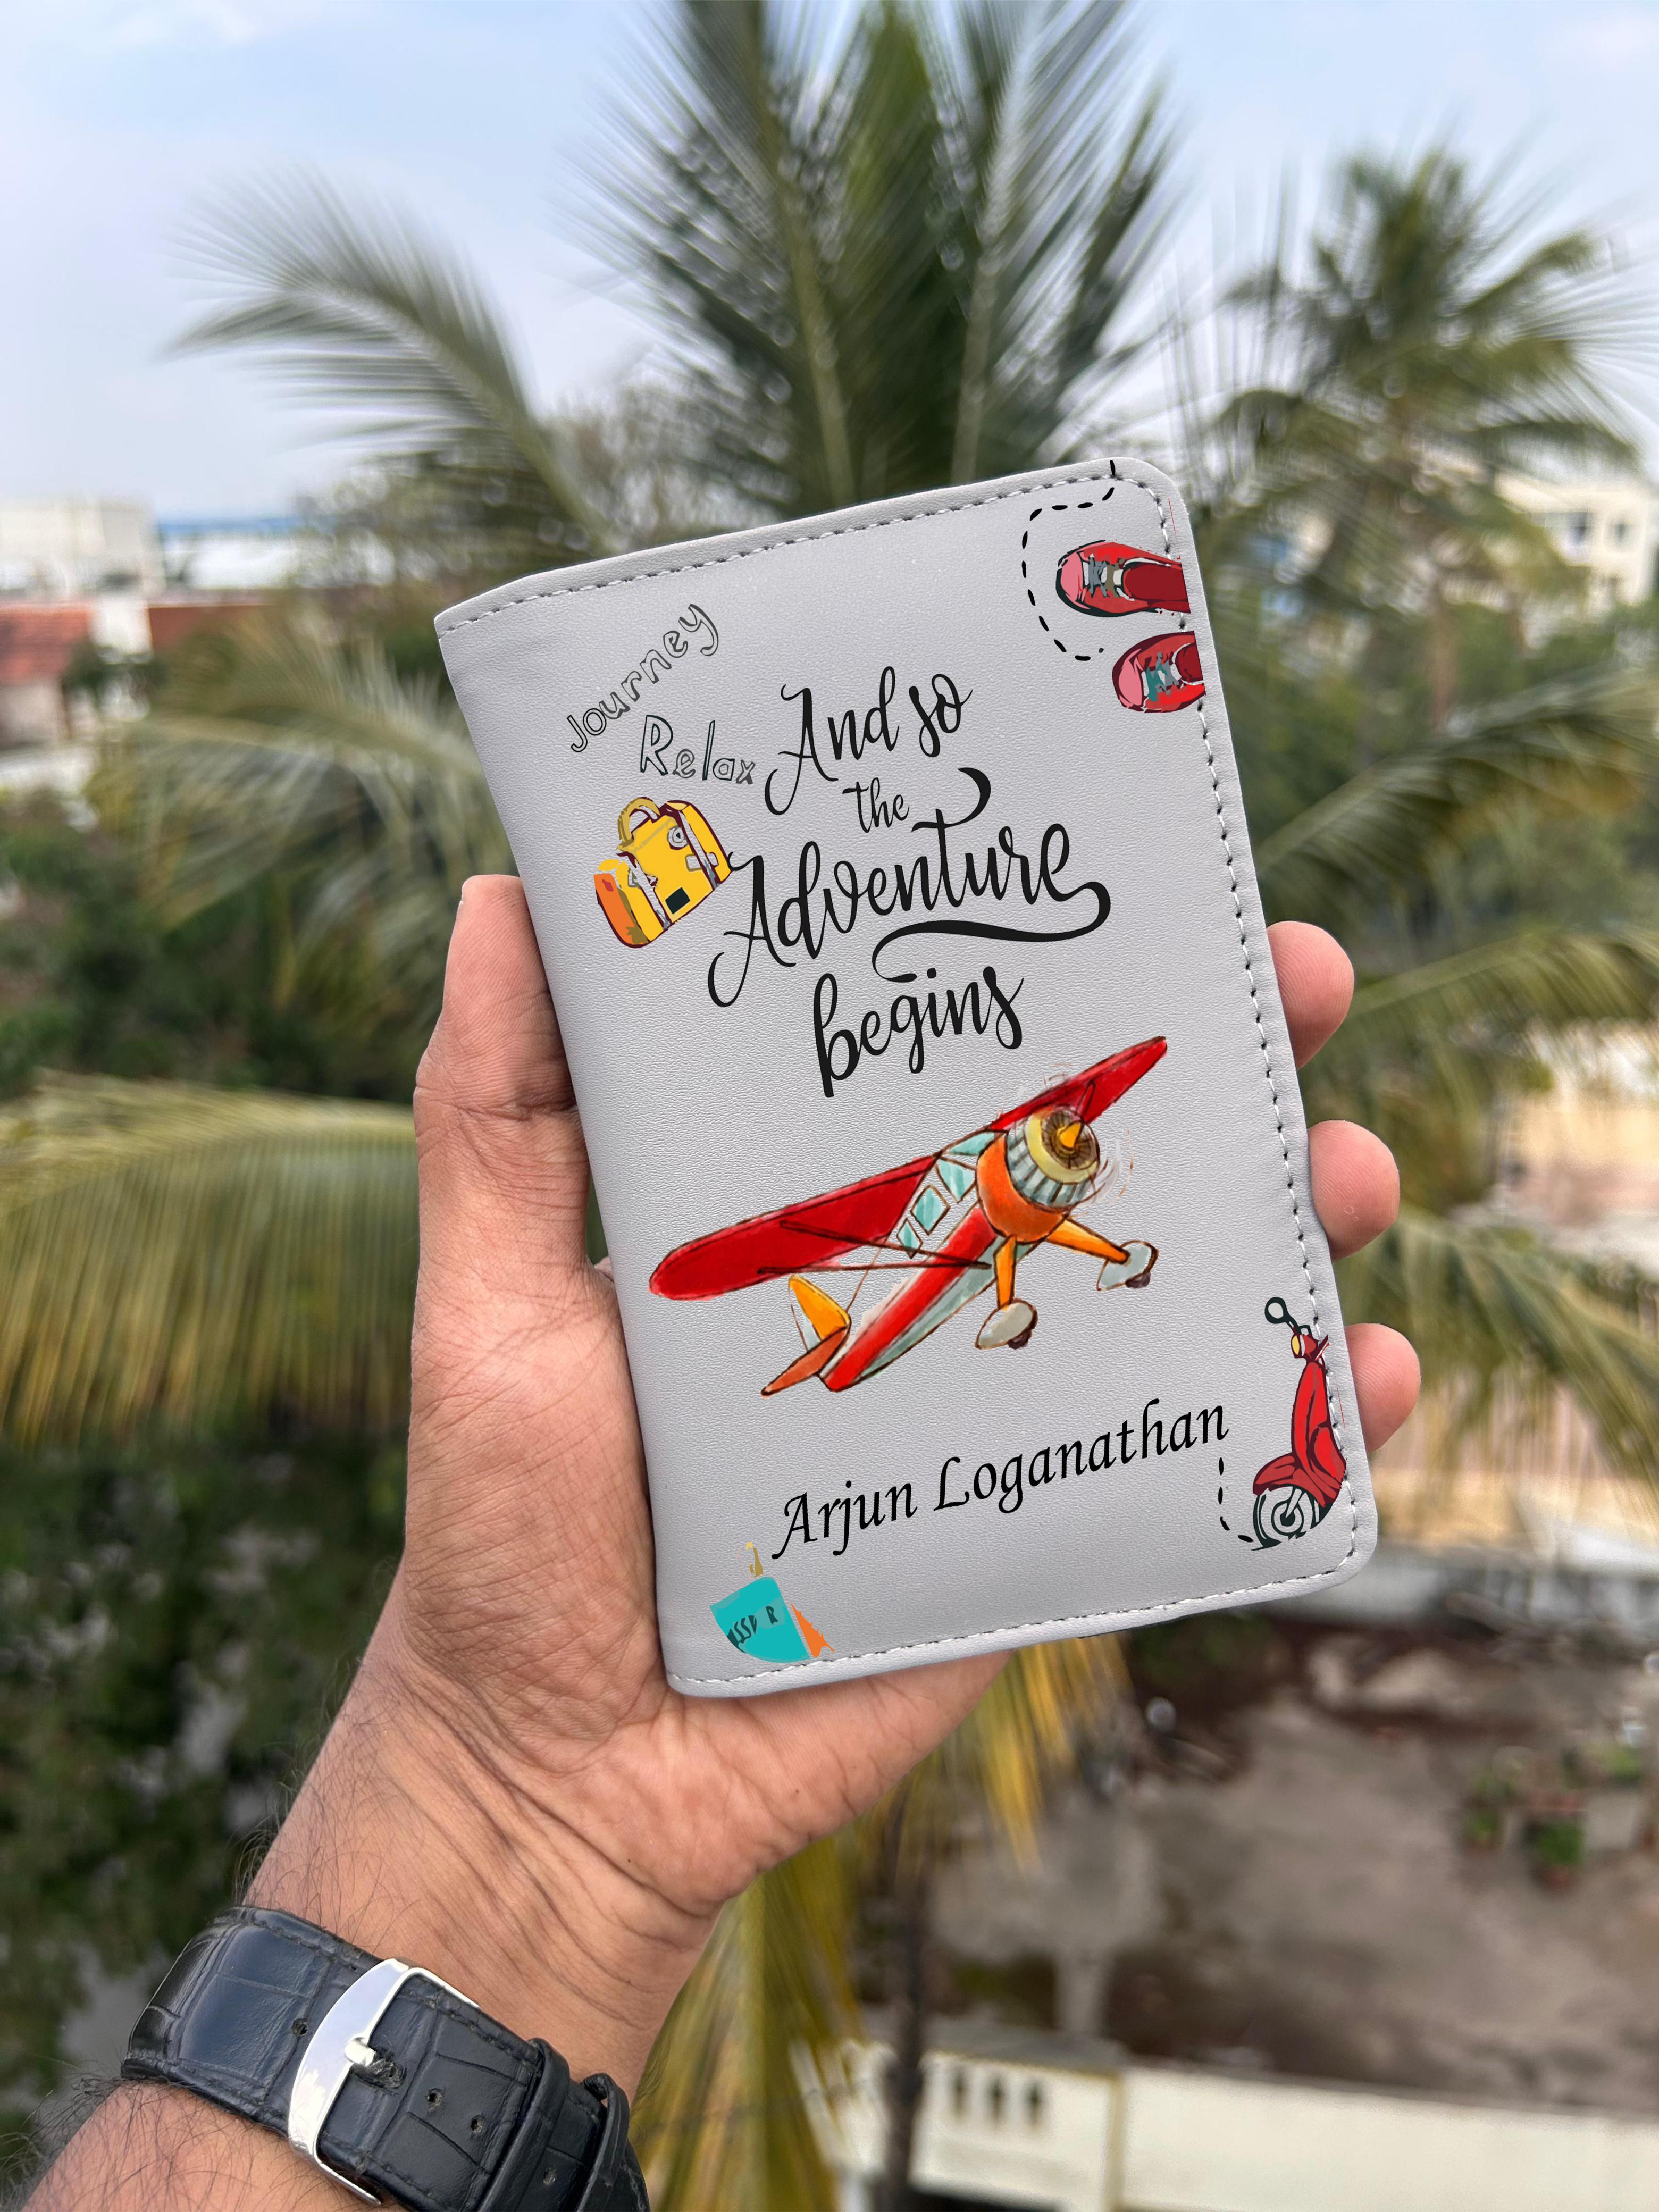 Journey
Relax
And so
the
Adventure
begins
Arjun Loganathan